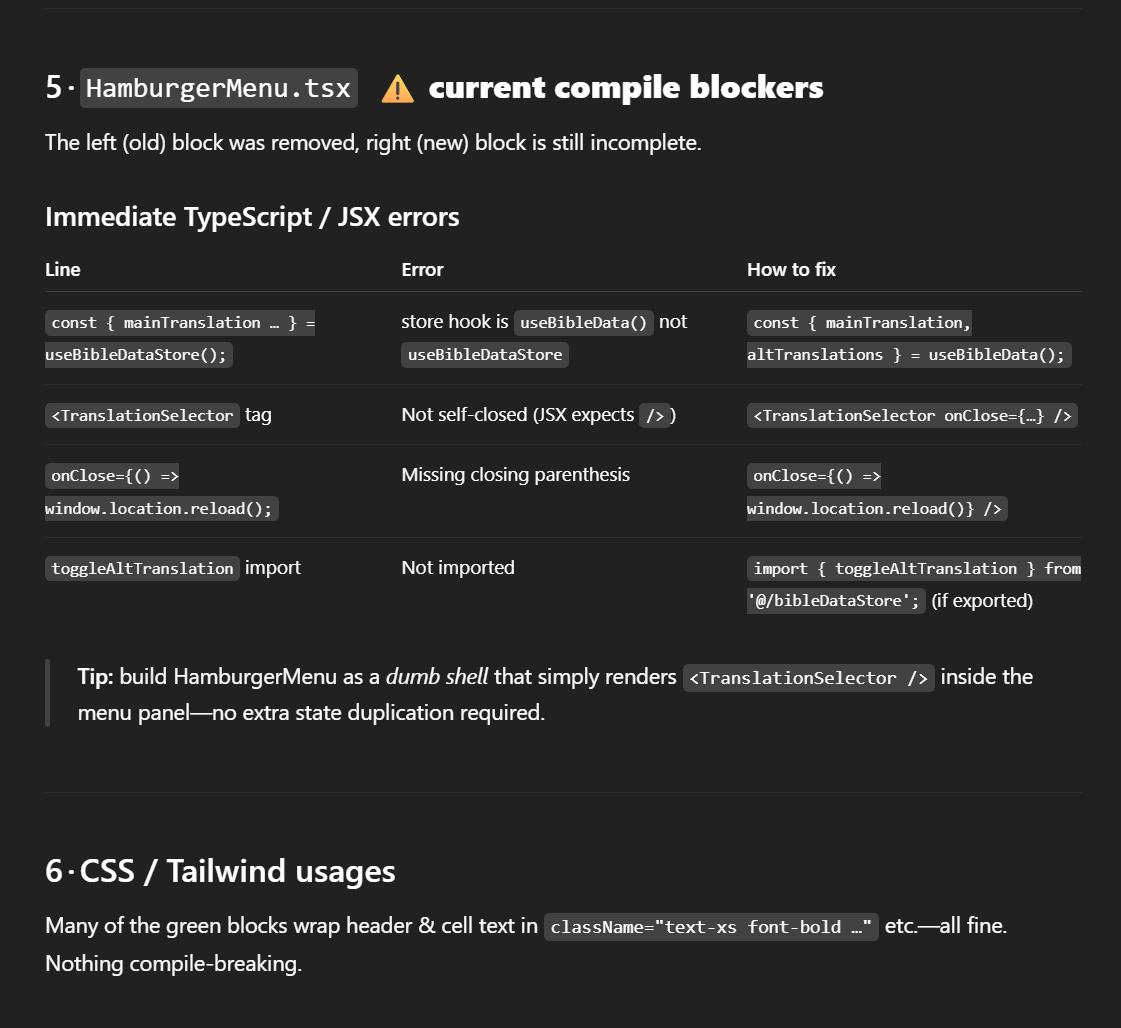 5 · HamburgerMenu.tsx ⚠️ current compile blockers
The left (old) block was removed, right (new) block is still incomplete.
Immediate TypeScript / JSX errors
Line Error How to fix
const { mainTranslation … } = store hook is useBibleData() not const { mainTranslation,
useBibleDataStore(); useBibleDataStore altTranslations } = useBibleData();
<TranslationSelector tag Not self-closed (JSX expects />) <TranslationSelector onClose={…} />
onClose={() => Missing closing parenthesis onClose={() =>
window.location.reload(); window.location.reload()} />
toggleAltTranslation import Not imported import { toggleAltTranslation } from
'@/bibleDataStore'; (if exported)
Tip: build HamburgerMenu as a dumb shell that simply renders <TranslationSelector /> inside the
menu panel—no extra state duplication required.
6 · CSS / Tailwind usages
Many of the green blocks wrap header & cell text in className="text-xs font-bold …" etc.—all fine.
Nothing compile-breaking.